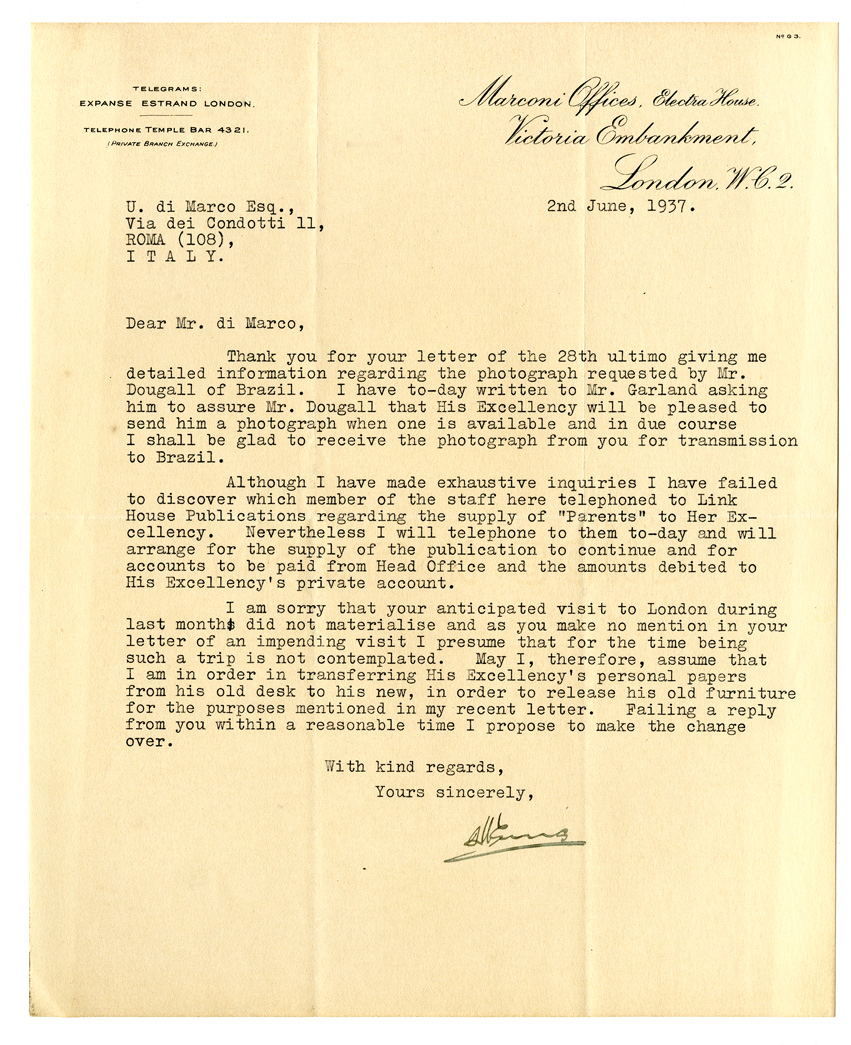 Nº G 3.
TELEGRAMS:
EXPANSE ESTRAND LONDON.
TELEPHONE TEMPLE BAR 4321.
(PRIVATE BRANCH EXCHANGE.)
Marconi Offices, Electra House.
Victoria Embankment,
London, W.C.2.
U. di Marco Esq.,
Via dei Condotti 11,
ROMA (108),
I T A L Y.
2nd June, 1937.
Dear Mr. di Marco,
Thank you for your letter of the 28th ultimo giving me
detailed information regarding the photograph requested by Mr.
Dougall of Brazil. I have to-day written to Mr. Garland asking
him to assure Mr. Dougall that His Excellency will be pleased to
send him a photograph when one is available and in due course
I shall be glad to receive the photograph from you for transmission
to Brazil.
Although I have made exhaustive inquiries I have failed
to discover which member of the staff here telephoned to Link
House Publications regarding the supply of "Parents" to Her Ex-
cellency. Nevertheless I will telephone to them to-day and will
arrange for the supply of the publication to continue and for
accounts to be paid from Head Office and the amounts debited to
His Excellency's private account.
I am sorry that your anticipated visit to London during
last month did not materialise and as you make no mention in your
letter of an impending visit I presume that for the time being
such a trip is not contemplated. May I, therefore, assume that
I am in order in transferring His Excellency's personal papers
from his old desk to his new, in order to release his old furniture
for the purposes mentioned in my recent letter. Failing a reply
from you within a reasonable time I propose to make the change
over.
With kind regards,
Yours sincerely,